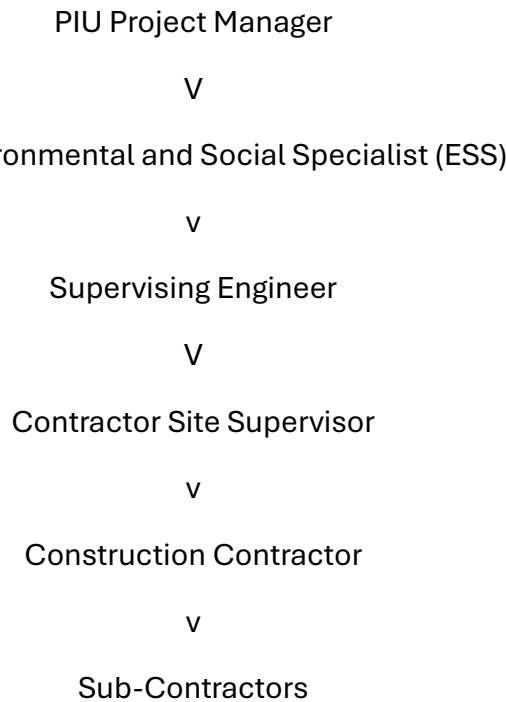 PIU Project Manager
V
ronmental and Social Specialist (ESS)
v
Supervising Engineer
V
Contractor Site Supervisor
v
Construction Contractor
v
Sub-Contractors